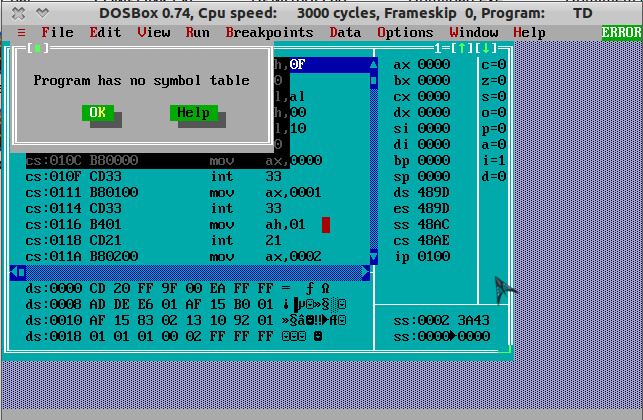 DOSBox 0.74, Cpu speed: 3000 cycles, Frameskip 0, Program: TD
≡ File Edit View Run Breakpoints Data Options Window Help ERROR
[■] 1=[↑][↓]
Program has no symbol table
OK Help
h,0F
0
,al
h,00
,10
0
cs:010C BB0000 mov ax,0000
cs:010F CD33 int 33
cs:0111 BB0100 mov ax,0001
cs:0114 CD33 int 33
cs:0116 B401 mov ah,01
cs:0118 CD21 int 21
cs:011A BB0200 mov ax,0002
ax 0000 c=0
bx 0000 z=0
cx 0000 s=0
dx 0000 o=0
si 0000 p=0
di 0000 a=0
bp 0000 i=1
sp 0000 d=0
ds 489D
es 489D
ss 48AC
cs 48AE
ip 0100
ds:0000 CD 20 FF 9F 00 EA FF FF = ƒ Ω
ds:0008 AD DE E6 01 AF 15 B0 01
ds:0010 AF 15 83 02 13 10 92 01
ds:0018 01 01 01 00 02 FF FF FF
ss:0002 3A43
ss:0000▶0000